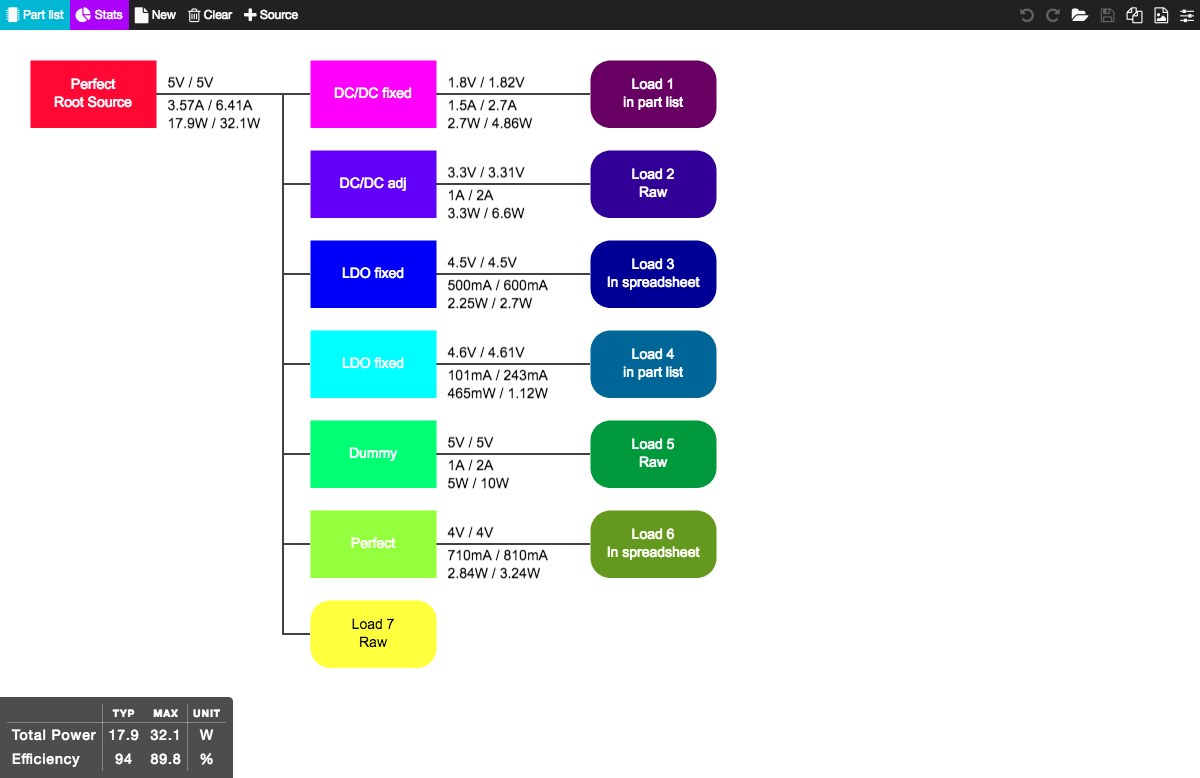 Part list Stats New Clear Source
Perfect
Root Source
5V / 5V
3.57A / 6.41A
17.9W / 32.1W
DC/DC fixed
1.8V / 1.82V
1.5A / 2.7A
2.7W / 4.86W
Load 1
in part list
DC/DC adj
3.3V / 3.31V
1A / 2A
3.3W / 6.6W
Load 2
Raw
LDO fixed
4.5V / 4.5V
500mA / 600mA
2.25W / 2.7W
Load 3
In spreadsheet
LDO fixed
4.6V / 4.61V
101mA / 243mA
465mW / 1.12W
Load 4
in part list
Dummy
5V / 5V
1A / 2A
5W / 10W
Load 5
Raw
Perfect
4V / 4V
710mA / 810mA
2.84W / 3.24W
Load 6
In spreadsheet
Load 7
Raw
TYP MAX UNIT
Total Power 17.9 32.1 W
Efficiency 94 89.8 %